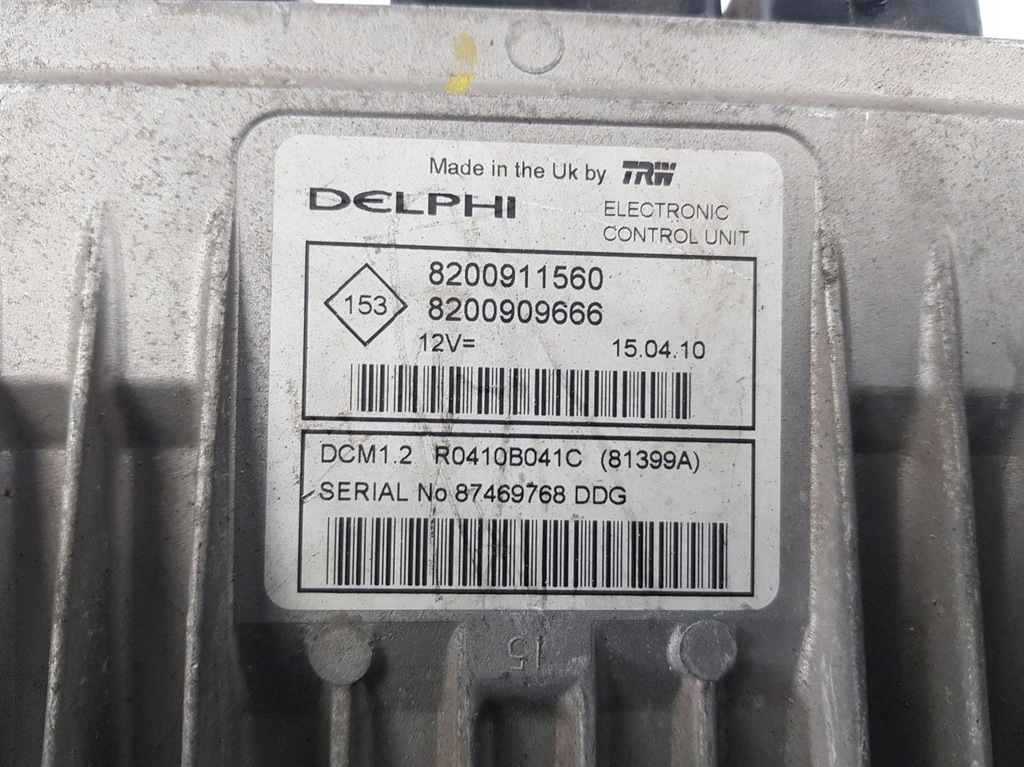 Made in the Uk by TRW
DELPHI
ELECTRONIC
CONTROL UNIT
153
8200911560
8200909666
12V= 15.04.10
DCM1.2 R0410B041C (81399A)
SERIAL No 87469768 DDG
15